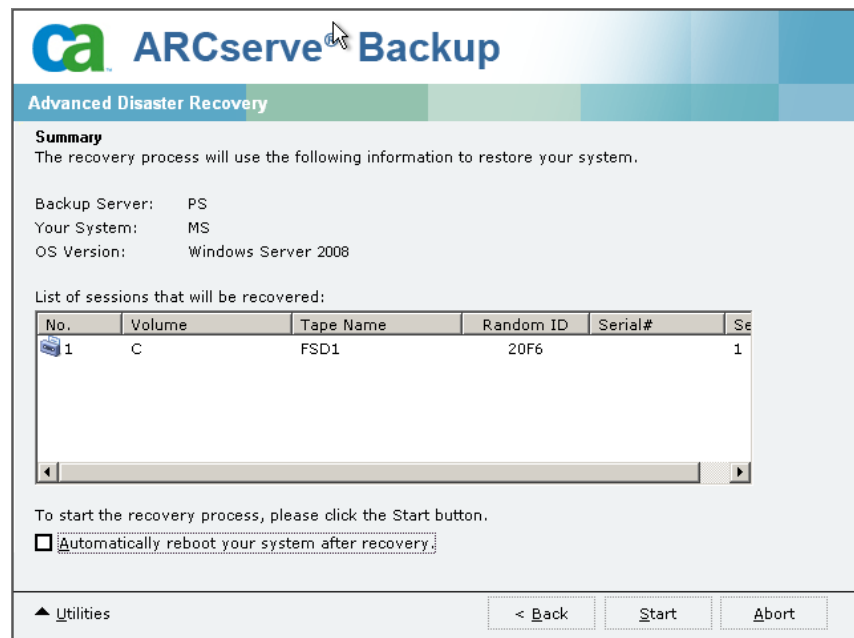 ca ARCserve® Backup
Advanced Disaster Recovery
Summary
The recovery process will use the following information to restore your system.
Backup Server: PS
Your System: MS
OS Version: Windows Server 2008
List of sessions that will be recovered:
No. Volume Tape Name Random ID Serial# Se
1 C FSD1 20F6 1
To start the recovery process, please click the Start button.
Automatically reboot your system after recovery.
Utilities < Back Start Abort